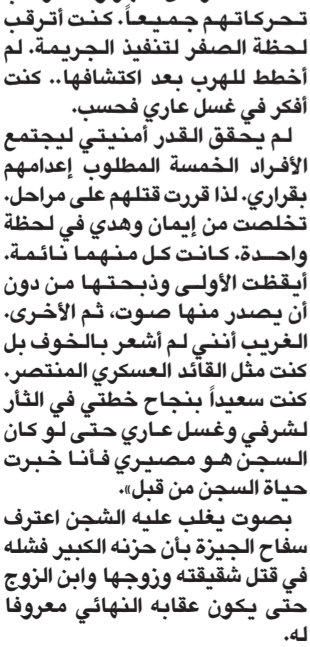 تحركاتهم جميعاً. كنت أترقب
لحظة الصفر لتنفيذ الجريمة. لم
أخطط للهرب بعد اكتشافها.. كنت
أفكر في غسل عاري فحسب.
لم يحقق القدر أمنيتي ليجتمع
الأفراد الخمسة المطلوب إعدامهم
بقراري. لذا قررت قتلهم على مراحل.
تخلصت من إيمان وهدي في لحظة
واحدة. كانت كل منهما نائمة.
أيقظت الأولى وذبحتها من دون
أن يصدر منها صوت، ثم الأخرى.
الغريب أنني لم أشعر بالخوف بل
كنت مثل القائد العسكري المنتصر.
كنت سعيداً بنجاح خطتي في الثأر
لشرفي وغسل عاري حتى لو كان
السجن هو مصيري فأنا خبرت
حياة السجن من قبل».
بصوت يغلب عليه الشجن اعترف
سفاح الجيزة بأن حزنه الكبير فشله
في قتل شقيقته وزوجها وابن الزوج
حتى يكون عقابه النهائي معروفا
له.